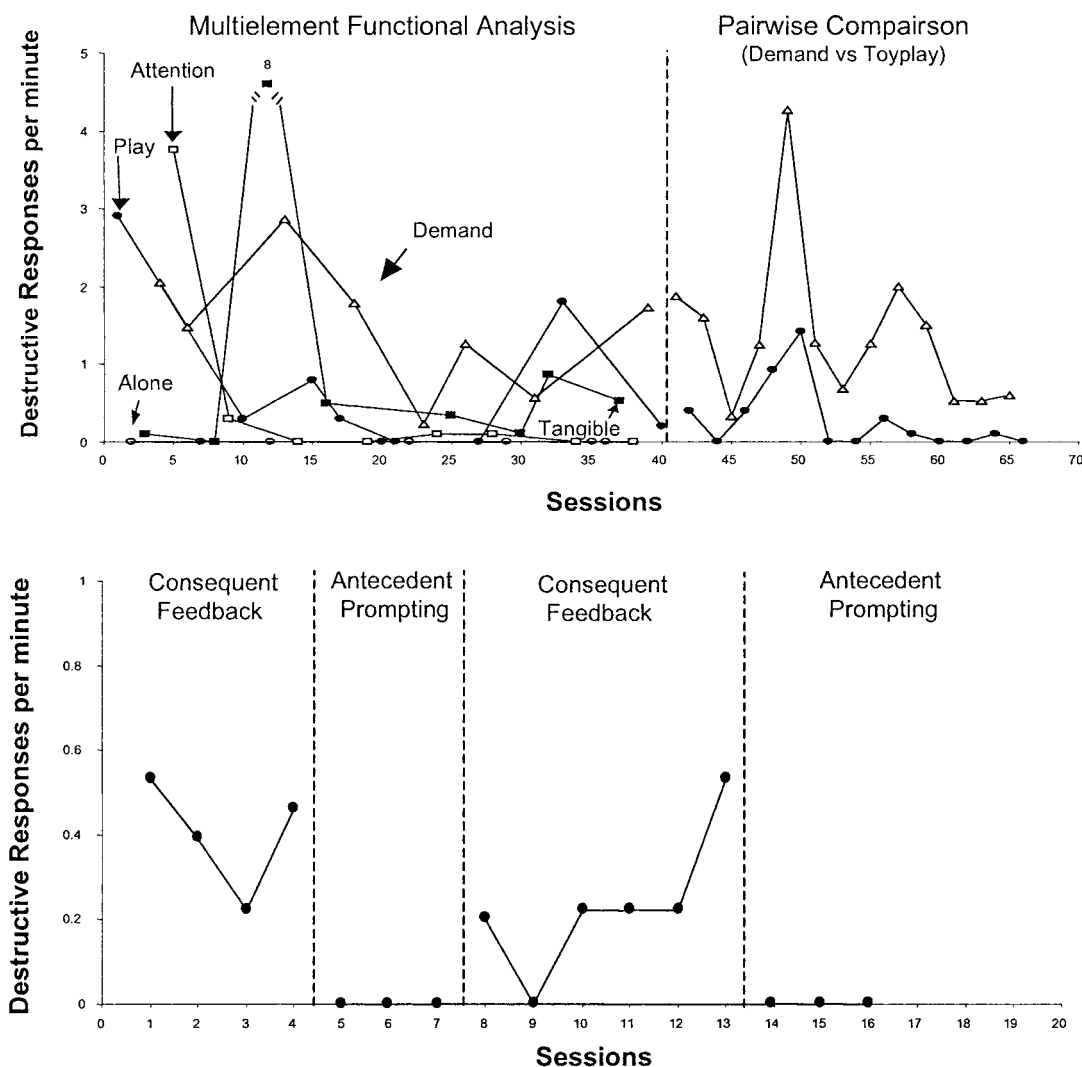 Multielement Functional Analysis
Pairwise Compairson
(Demand vs Toyplay)
Destructive Responses per minute
5
4
3
2
1
0
8
Attention
Play
Demand
Alone
Tangible
0 5 10 15 20 25 30 35 40 45 50 55 60 65 70
Sessions
Destructive Responses per minute
1
0.8
0.6
0.4
0.2
0
Consequent
Feedback
Antecedent
Prompting
Consequent
Feedback
Antecedent
Prompting
0 1 2 3 4 5 6 7 8 9 10 11 12 13 14 15 16 17 18 19 20
Sessions